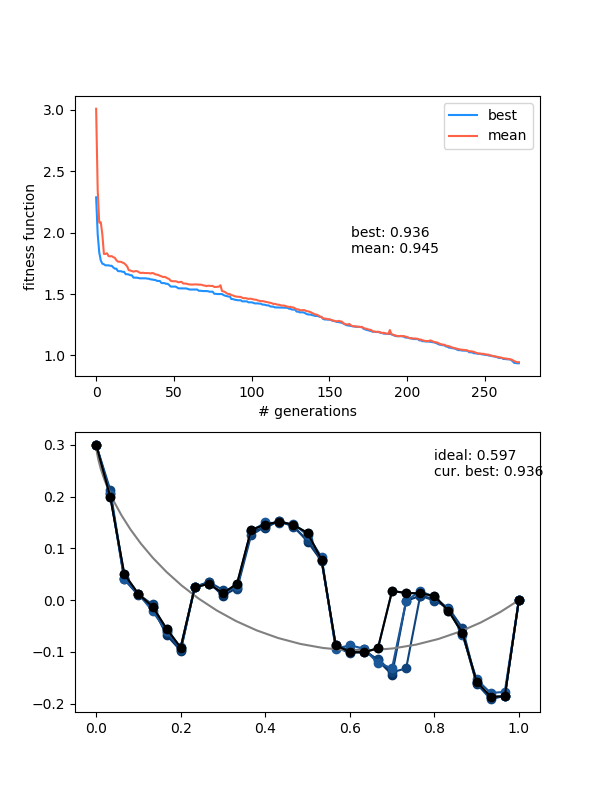 3.0
best
mean
2.5
fitness function
2.0
best: 0.936
mean: 0.945
1.5
1.0
0 50 100 150 200 250
# generations
0.3
ideal: 0.597
cur. best: 0.936
0.2
0.1
0.0
−0.1
−0.2
0.0 0.2 0.4 0.6 0.8 1.0